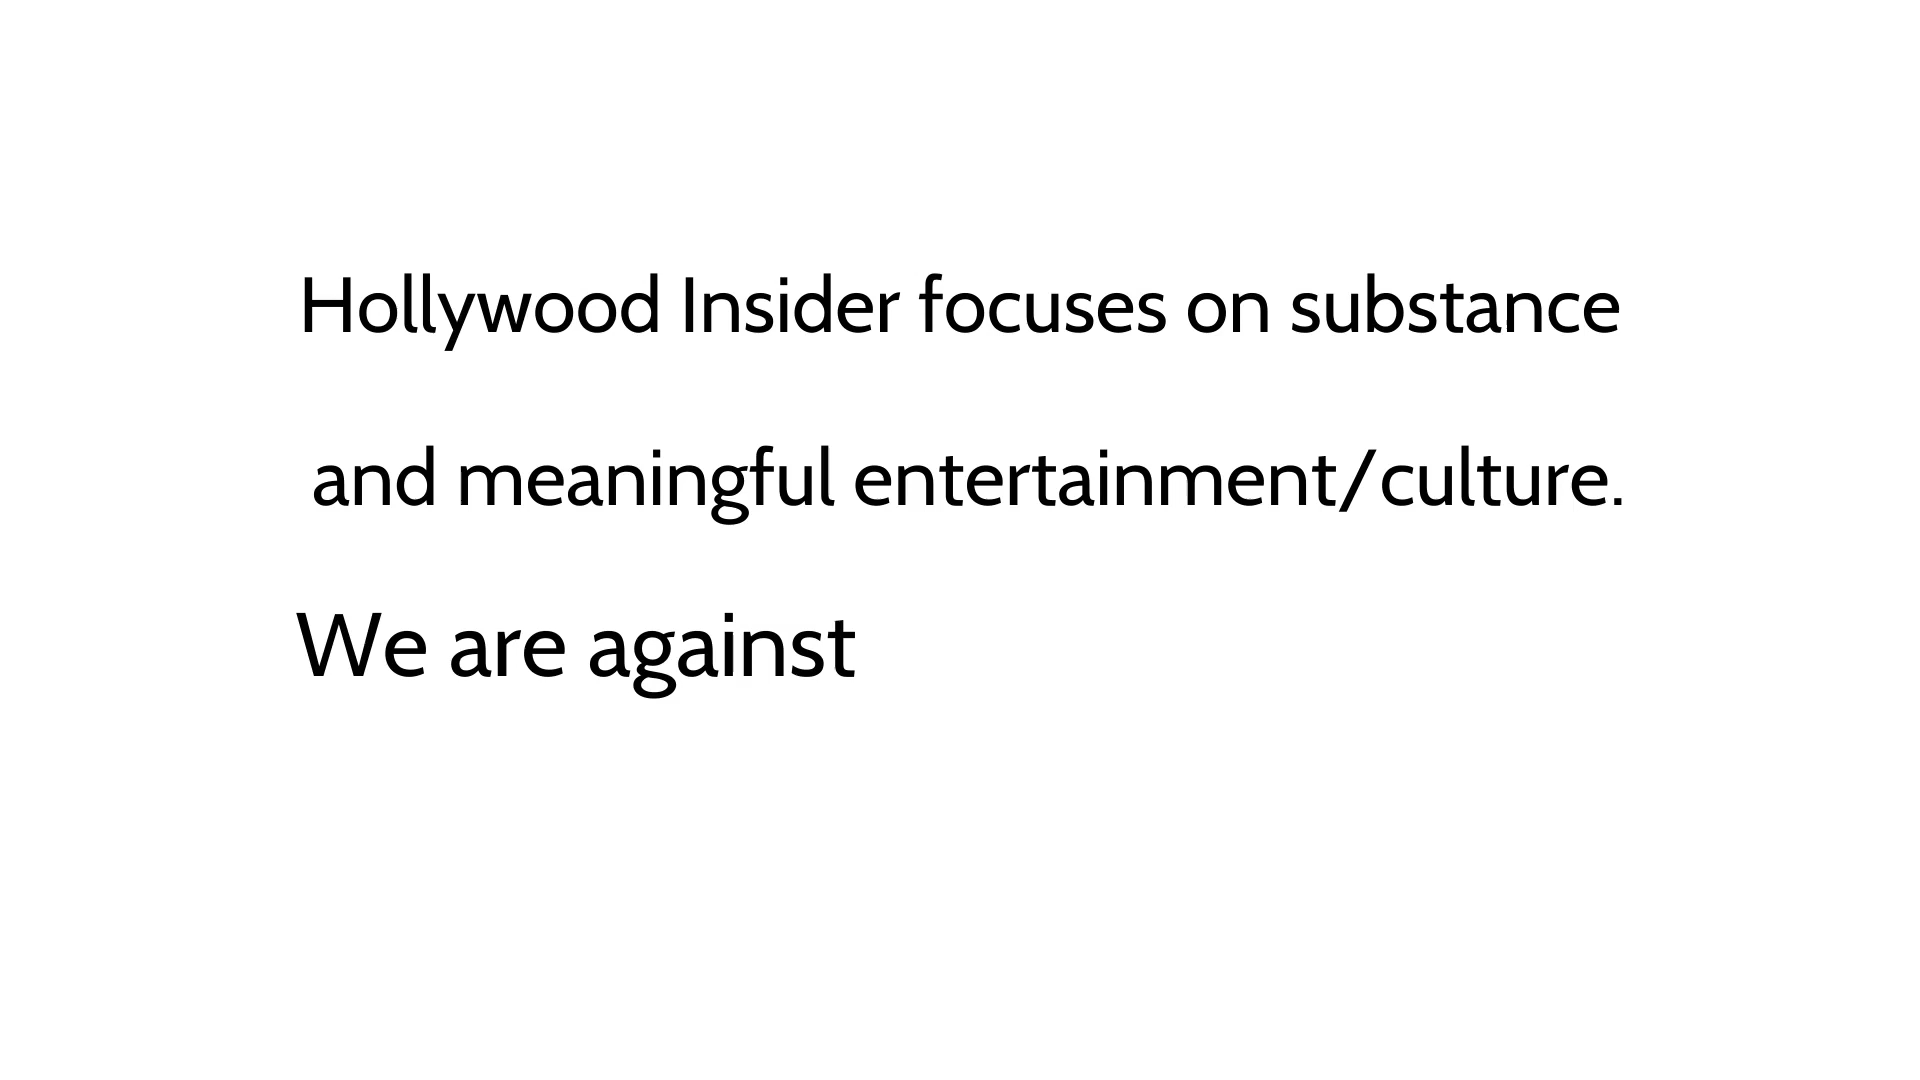 Hollywood Insider focuses on substance
and meaningful entertainment/culture.
We are against